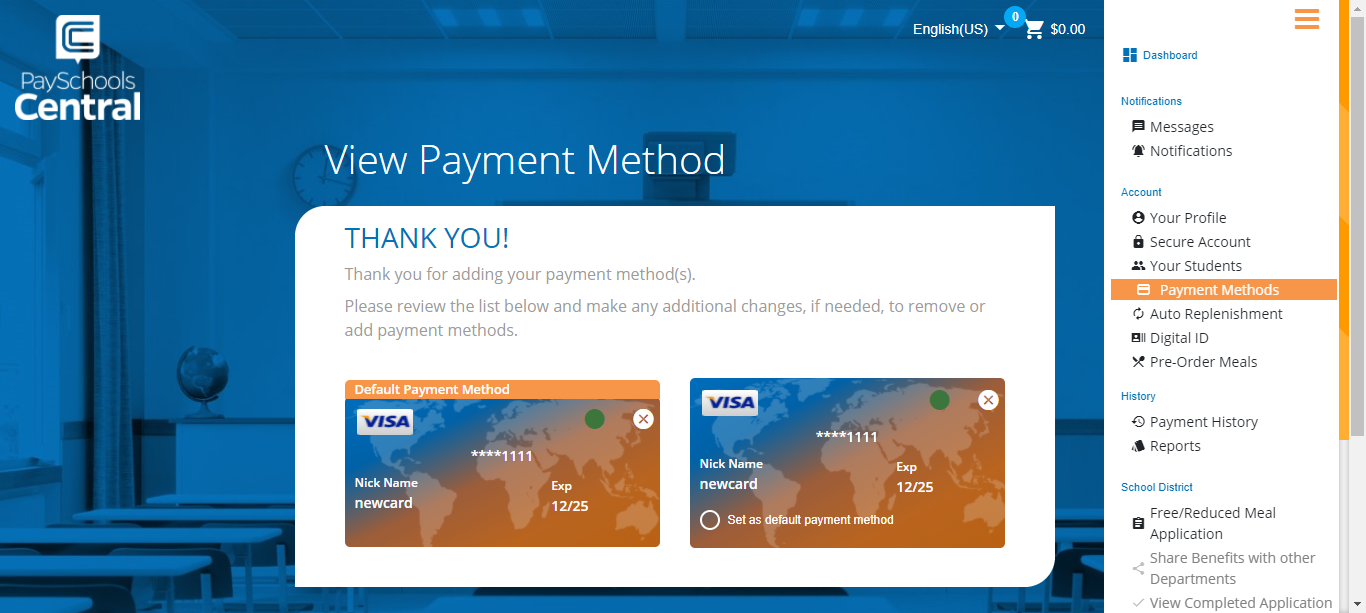 PaySchools
Central
English(US)
0
$0.00
View Payment Method
THANK YOU!
Thank you for adding your payment method(s).
Please review the list below and make any additional changes, if needed, to remove or
add payment methods.
Default Payment Method
VISA
****1111
Nick Name
newcard
Exp
12/25
VISA
****1111
Nick Name
newcard
Exp
12/25
Set as default payment method
Dashboard
Notifications
Messages
Notifications
Account
Your Profile
Secure Account
Your Students
Payment Methods
Auto Replenishment
Digital ID
Pre-Order Meals
History
Payment History
Reports
School District
Free/Reduced Meal
Application
Share Benefits with other
Departments
View Completed Application